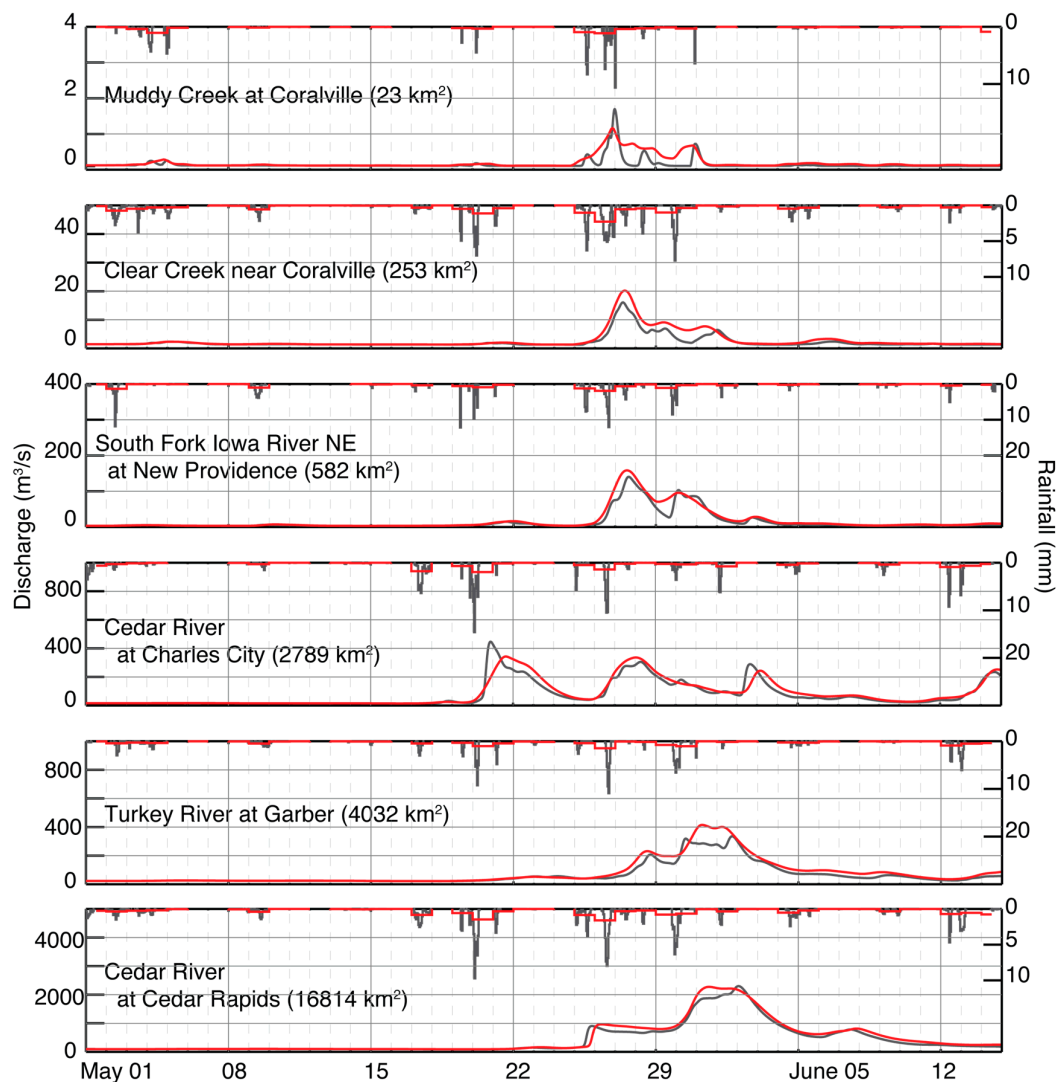 4
0
10
2
Muddy Creek at Coralville (23 km²)
0
40
0
5
10
Clear Creek near Coralville (253 km²)
20
0
400
0
10
20
South Fork Iowa River NE
at New Providence (582 km²)
200
0
Discharge (m³/s)
Rainfall (mm)
800
0
10
20
Cedar River
at Charles City (2789 km²)
400
0
800
0
10
20
Turkey River at Garber (4032 km²)
400
0
4000
0
5
10
Cedar River
at Cedar Rapids (16814 km²)
2000
0
May 01 08 15 22 29 June 05 12